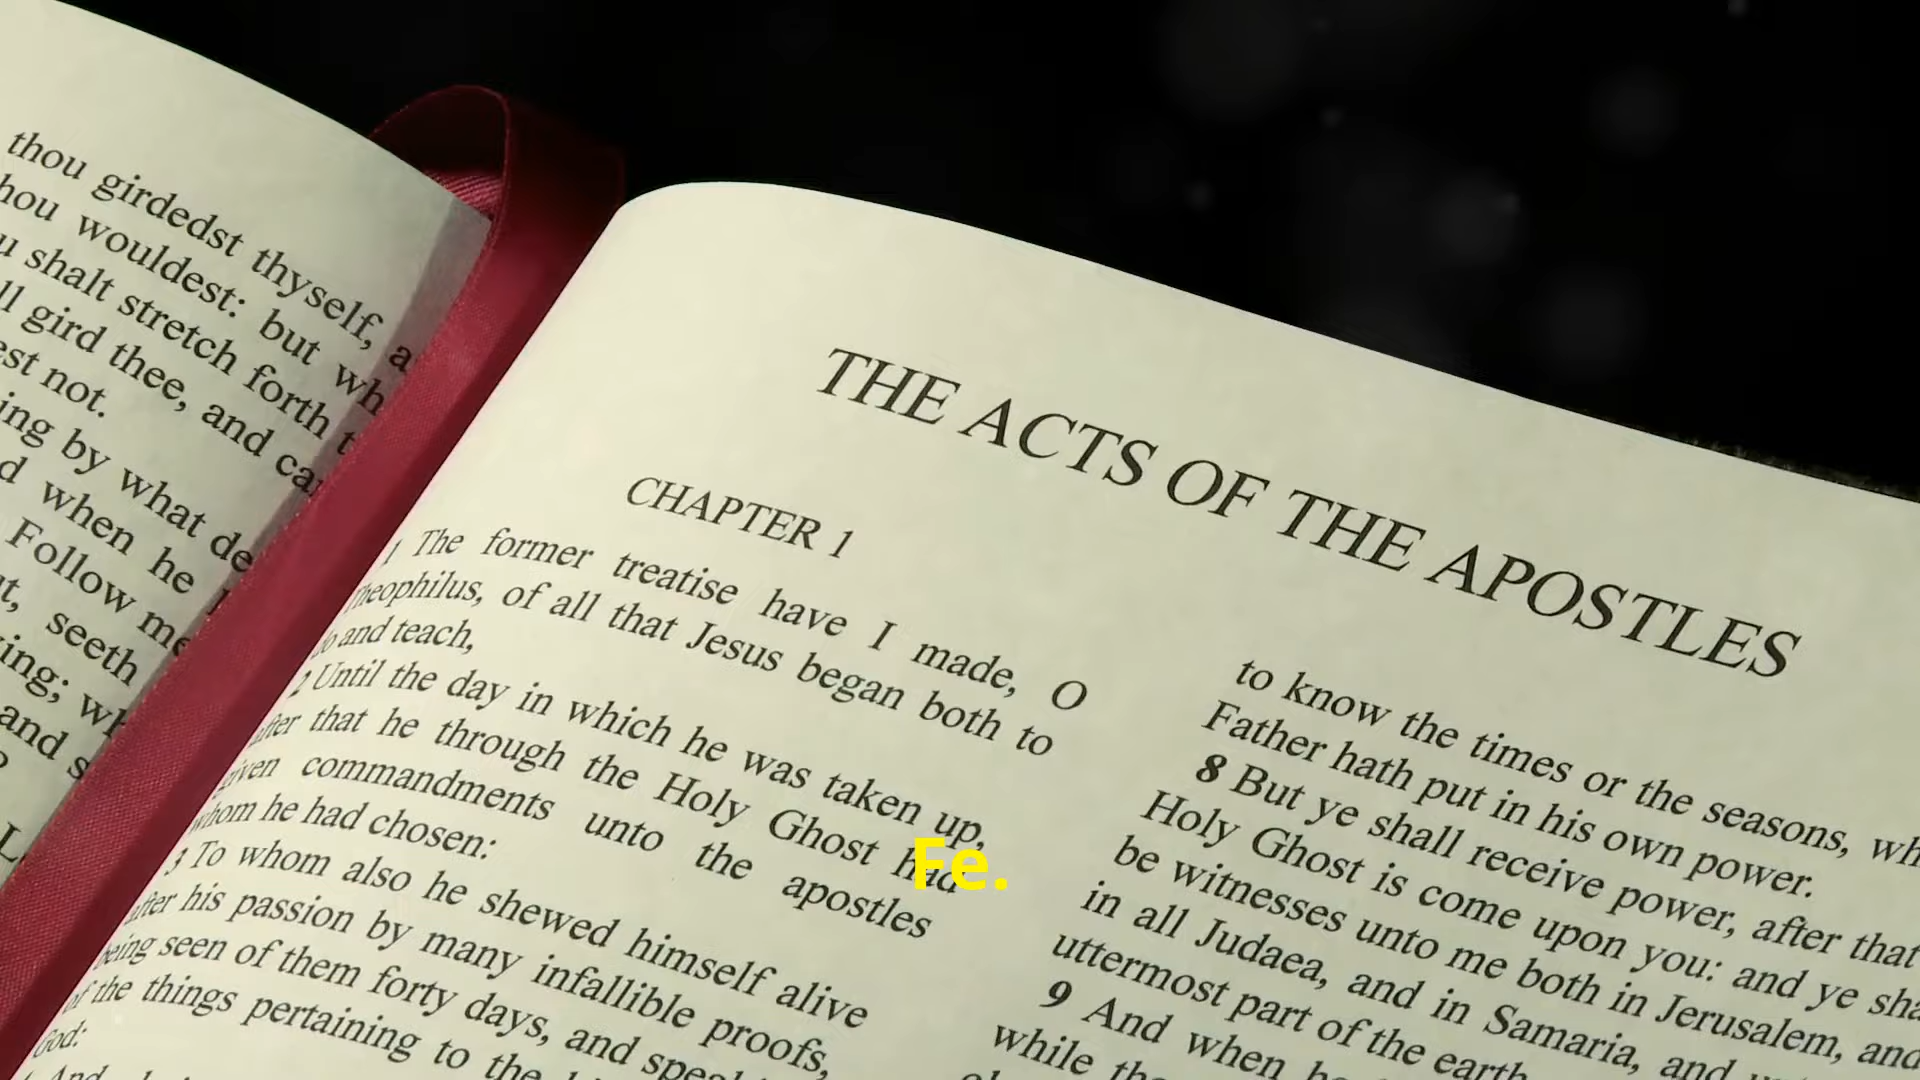 thou girdedst thyself,
wouldest: but
shalt stretch forth
gird thee, and
not.
by what
when he
Follow me
seeth
and
THE ACTS OF THE APOSTLES
CHAPTER 1
1 The former treatise have I made, O
Theophilus, of all that Jesus began both to
do and teach,
2 Until the day in which he was taken up,
after that he through the Holy Ghost had
given commandments unto the apostles
whom he had chosen:
3 To whom also he shewed himself alive
after his passion by many infallible proofs,
being seen of them forty days, and
of the things pertaining to the
God:
And
to know the times or the seasons,
Father hath put in his own power.
8 But ye shall receive power, after that
Holy Ghost is come upon you: and ye
be witnesses unto me both in Jerusalem, and
in all Judaea, and in Samaria, and
uttermost part of the earth
9 And when
while
Fe.